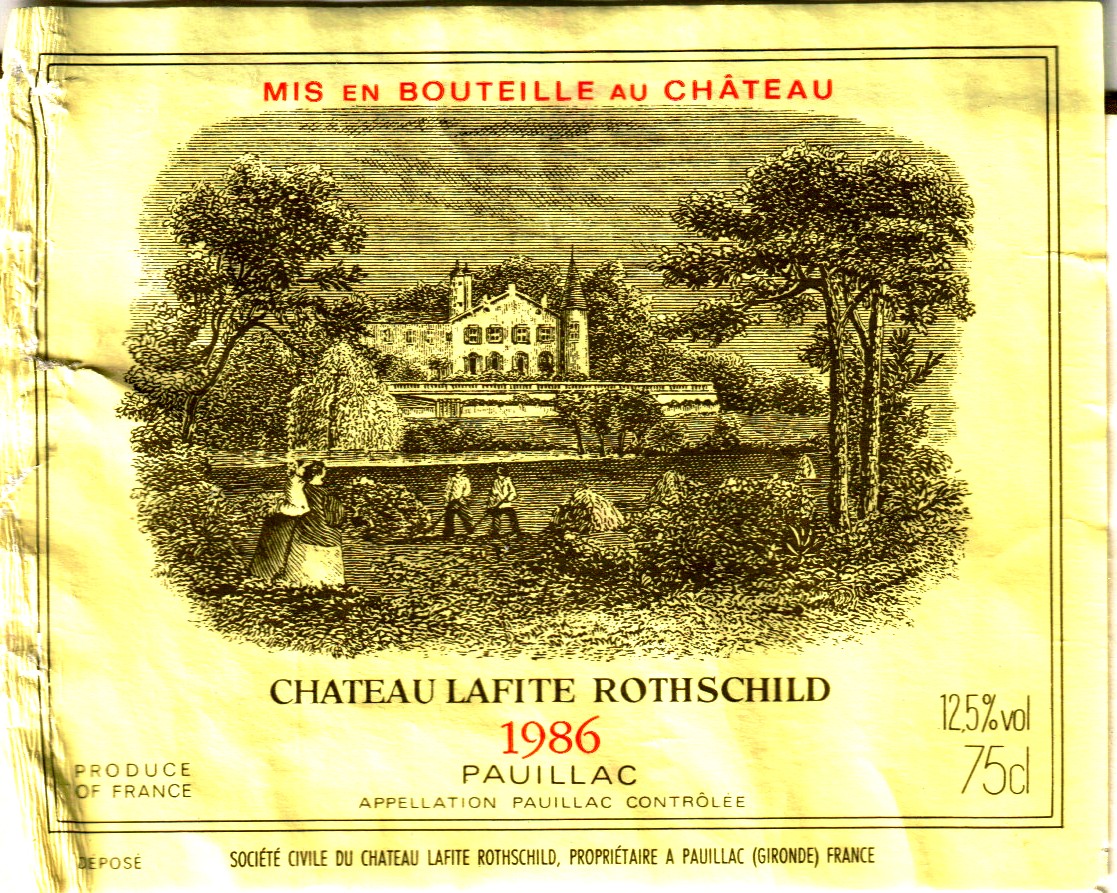 MIS EN BOUTEILLE AU CHÂTEAU
CHATEAU LAFITE ROTHSCHILD
1986
PAUILLAC
APPELLATION PAUILLAC CONTRÔLÉE
12,5% vol
75cl
PRODUCE
OF FRANCE
DÉPOSÉ
SOCIÉTÉ CIVILE DU CHATEAU LAFITE ROTHSCHILD, PROPRIÉTAIRE A PAUILLAC (GIRONDE) FRANCE